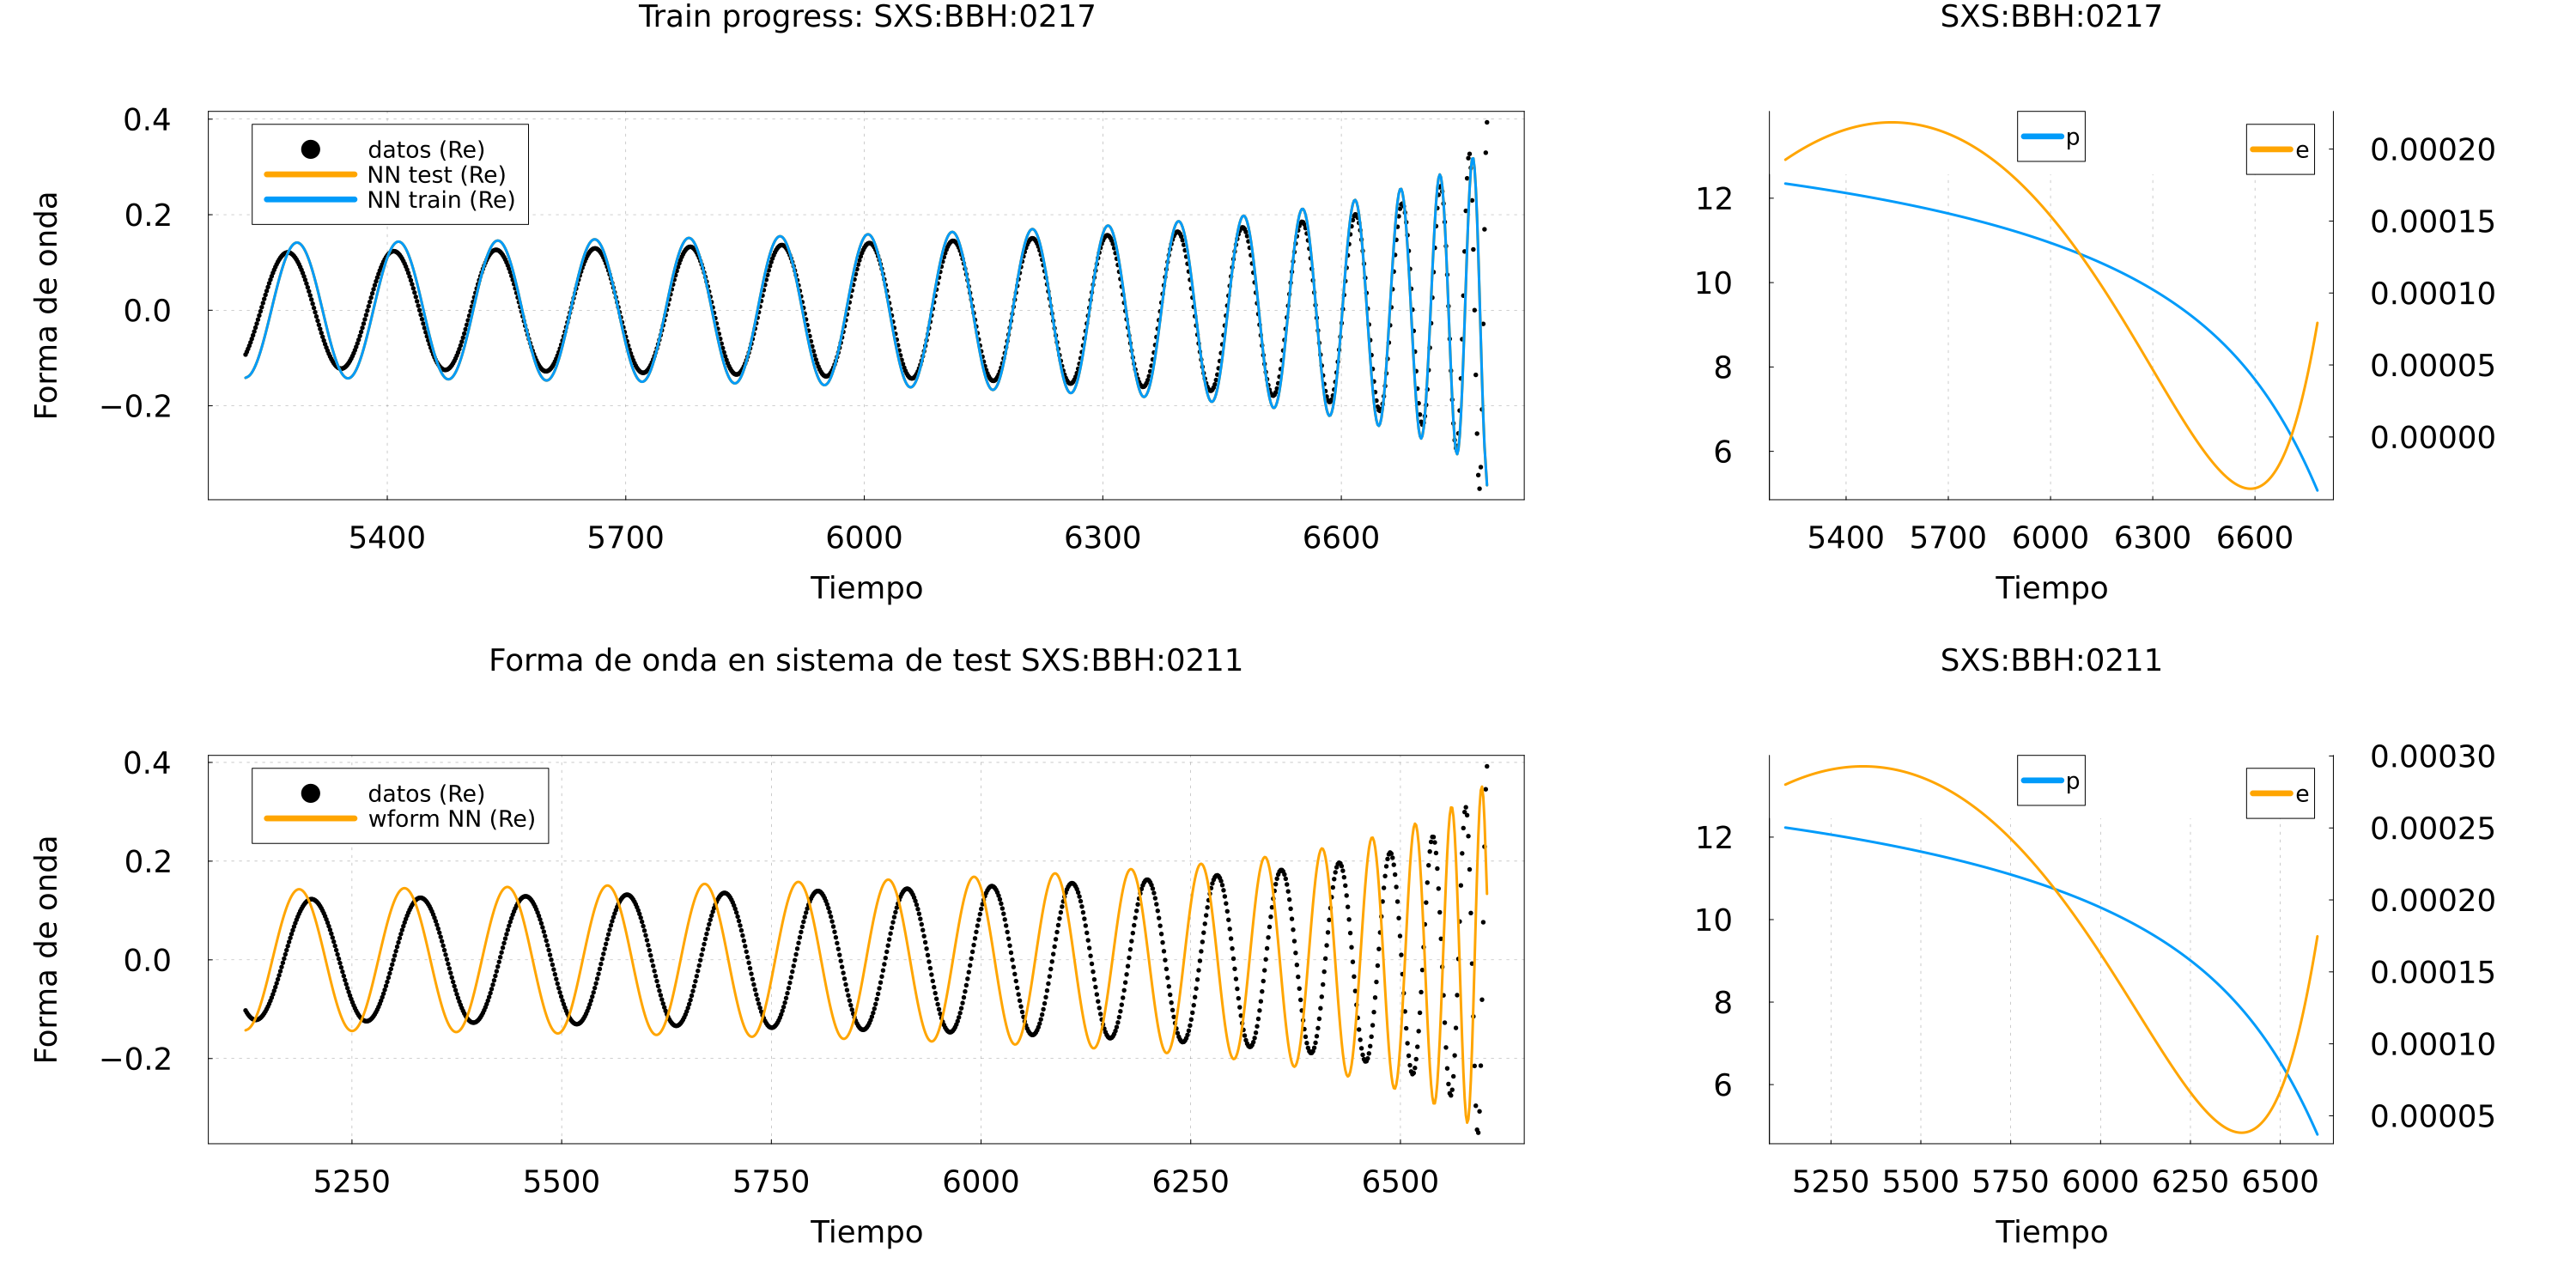 Train progress: SXS:BBH:0217
Forma de onda
0.4
0.2
0.0
−0.2
datos (Re)
NN test (Re)
NN train (Re)
5400 5700 6000 6300 6600
Tiempo
SXS:BBH:0217
12
10
8
6
p
e
0.00020
0.00015
0.00010
0.00005
0.00000
5400 5700 6000 6300 6600
Tiempo
Forma de onda en sistema de test SXS:BBH:0211
Forma de onda
0.4
0.2
0.0
−0.2
datos (Re)
wform NN (Re)
5250 5500 5750 6000 6250 6500
Tiempo
SXS:BBH:0211
12
10
8
6
p
e
0.00030
0.00025
0.00020
0.00015
0.00010
0.00005
5250 5500 5750 6000 6250 6500
Tiempo